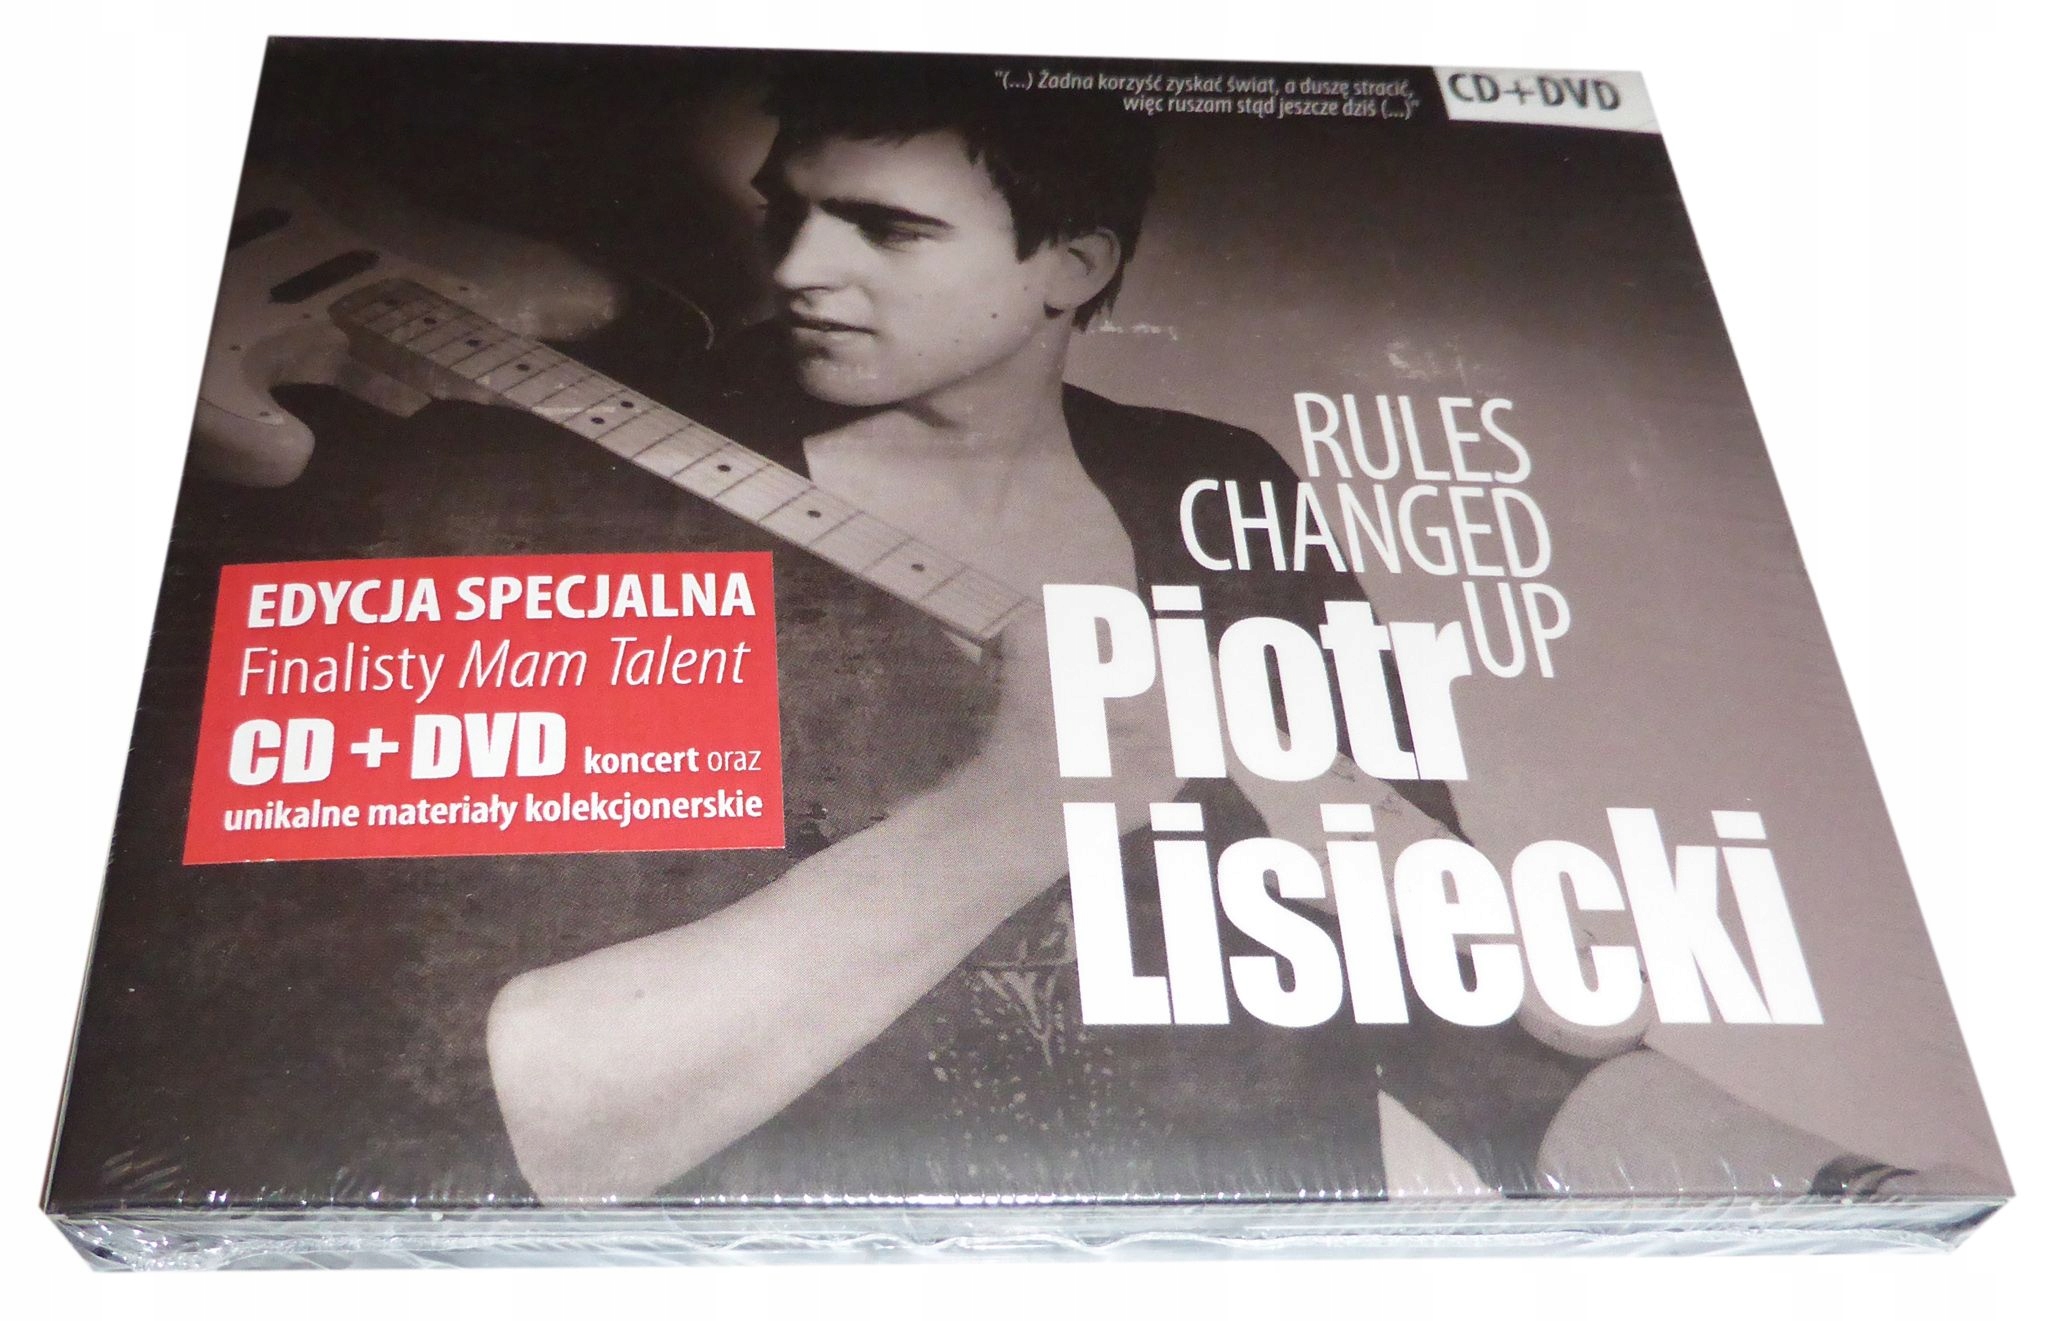 "(...) Żadna korzyść zyskać świat, a duszę stracić,
więc ruszam stąd jeszcze dziś (...)"
CD+DVD
RULES
CHANGED
UP
Piotr
Lisiecki
EDYCJA SPECJALNA
Finalisty Mam Talent
CD + DVD koncert oraz
unikalne materiały kolekcjonerskie